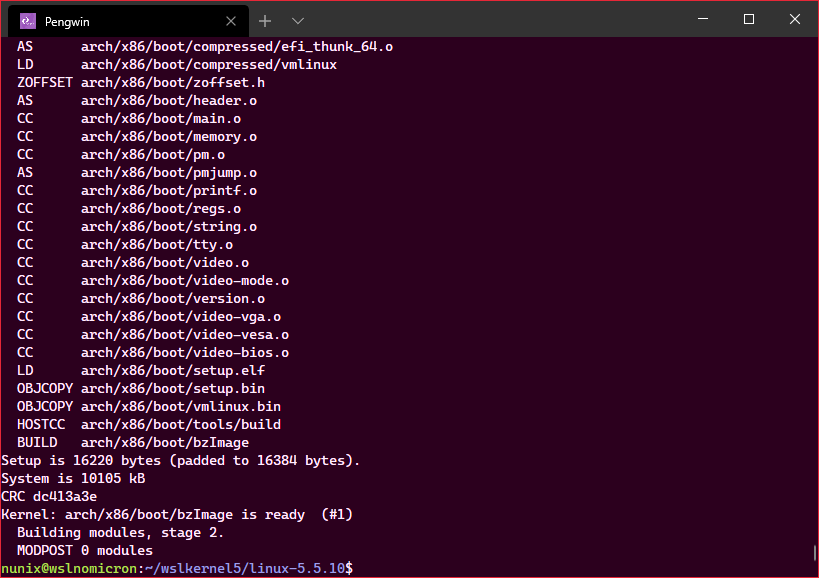 Pengwin
AS arch/x86/boot/compressed/efi_thunk_64.o
LD arch/x86/boot/compressed/vmlinux
ZOFFSET arch/x86/boot/zoffset.h
AS arch/x86/boot/header.o
CC arch/x86/boot/main.o
CC arch/x86/boot/memory.o
CC arch/x86/boot/pm.o
AS arch/x86/boot/pmjump.o
CC arch/x86/boot/printf.o
CC arch/x86/boot/regs.o
CC arch/x86/boot/string.o
CC arch/x86/boot/tty.o
CC arch/x86/boot/video.o
CC arch/x86/boot/video-mode.o
CC arch/x86/boot/version.o
CC arch/x86/boot/video-vga.o
CC arch/x86/boot/video-vesa.o
CC arch/x86/boot/video-bios.o
LD arch/x86/boot/setup.elf
OBJCOPY arch/x86/boot/setup.bin
OBJCOPY arch/x86/boot/vmlinux.bin
HOSTCC arch/x86/boot/tools/build
BUILD arch/x86/boot/bzImage
Setup is 16220 bytes (padded to 16384 bytes).
System is 10105 kB
CRC dc413a3e
Kernel: arch/x86/boot/bzImage is ready (#1)
Building modules, stage 2.
MODPOST 0 modules
nunix@wslnomicron:~/wslkernel5/linux-5.5.10$